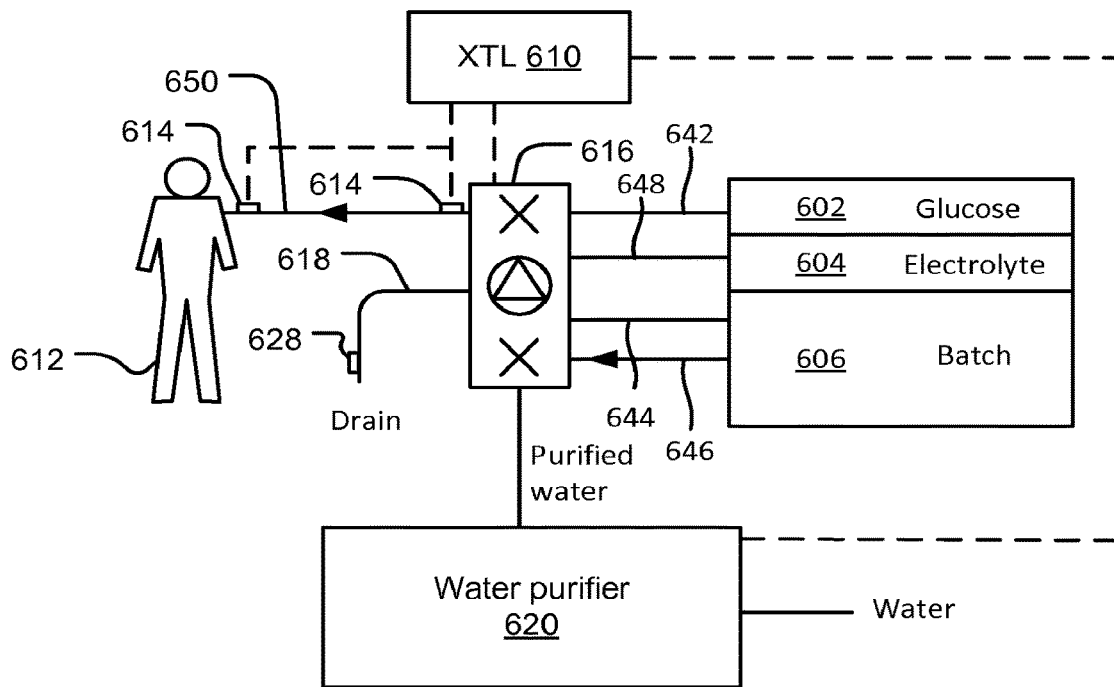 XTL 610
650
614
616
642
614
648
602 Glucose
618
604 Electrolyte
628
606 Batch
612
Drain
644
646
Purified
water
Water purifier
620
Water